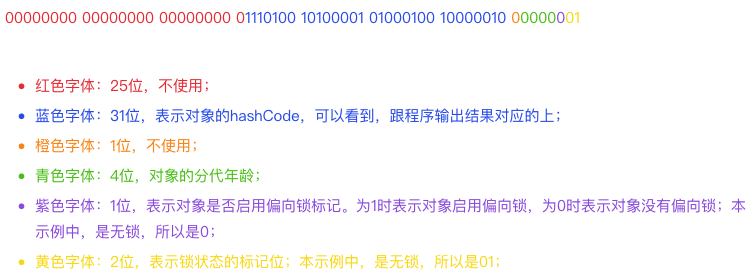 00000000 00000000 00000000 01110100 10100001 01000100 10000010 00000001
红色字体：25位，不使用；
蓝色字体：31位，表示对象的hashCode，可以看到，跟程序输出结果对应的上；
橙色字体：1位，不使用；
青色字体：4位，对象的分代年龄；
紫色字体：1位，表示对象是否启用偏向锁标记。为1时表示对象启用偏向锁，为0时表示对象没有偏向锁；本
示例中，是无锁，所以是0；
黄色字体：2位，表示锁状态的标记位；本示例中，是无锁，所以是01；